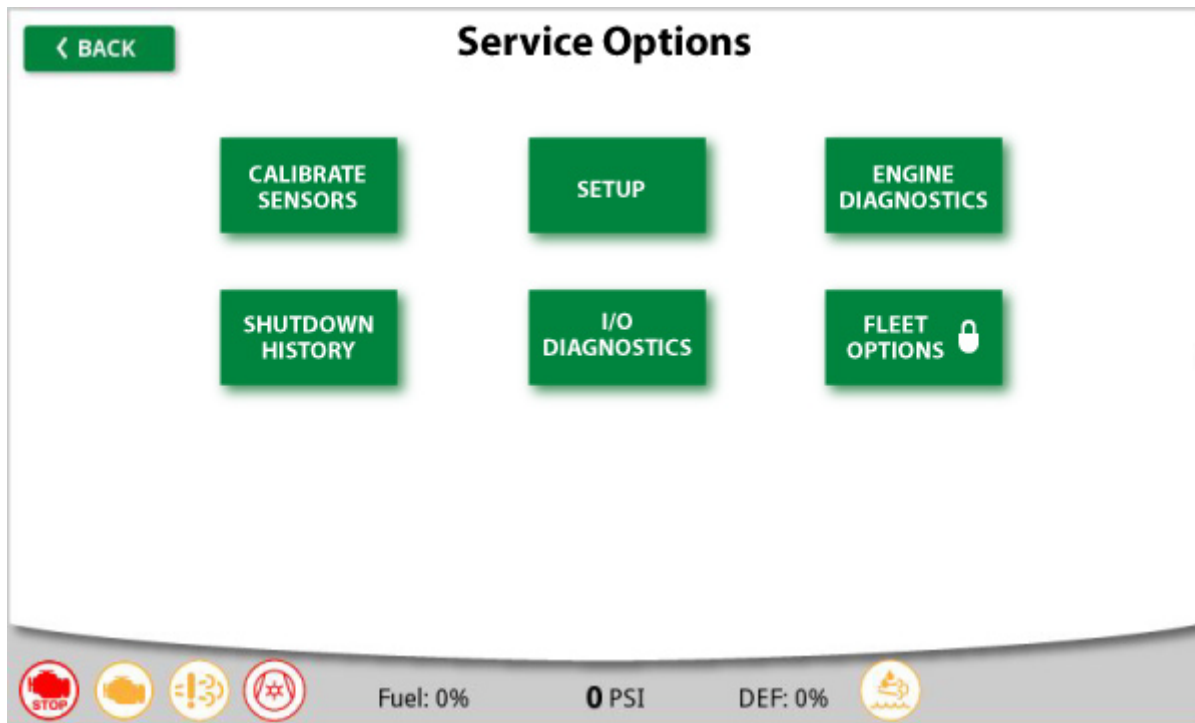 BACK
Service Options
CALIBRATE
SENSORS
SETUP
ENGINE
DIAGNOSTICS
SHUTDOWN
HISTORY
I/O
DIAGNOSTICS
FLEET
OPTIONS
STOP
Fuel: 0%
0 PSI
DEF: 0%